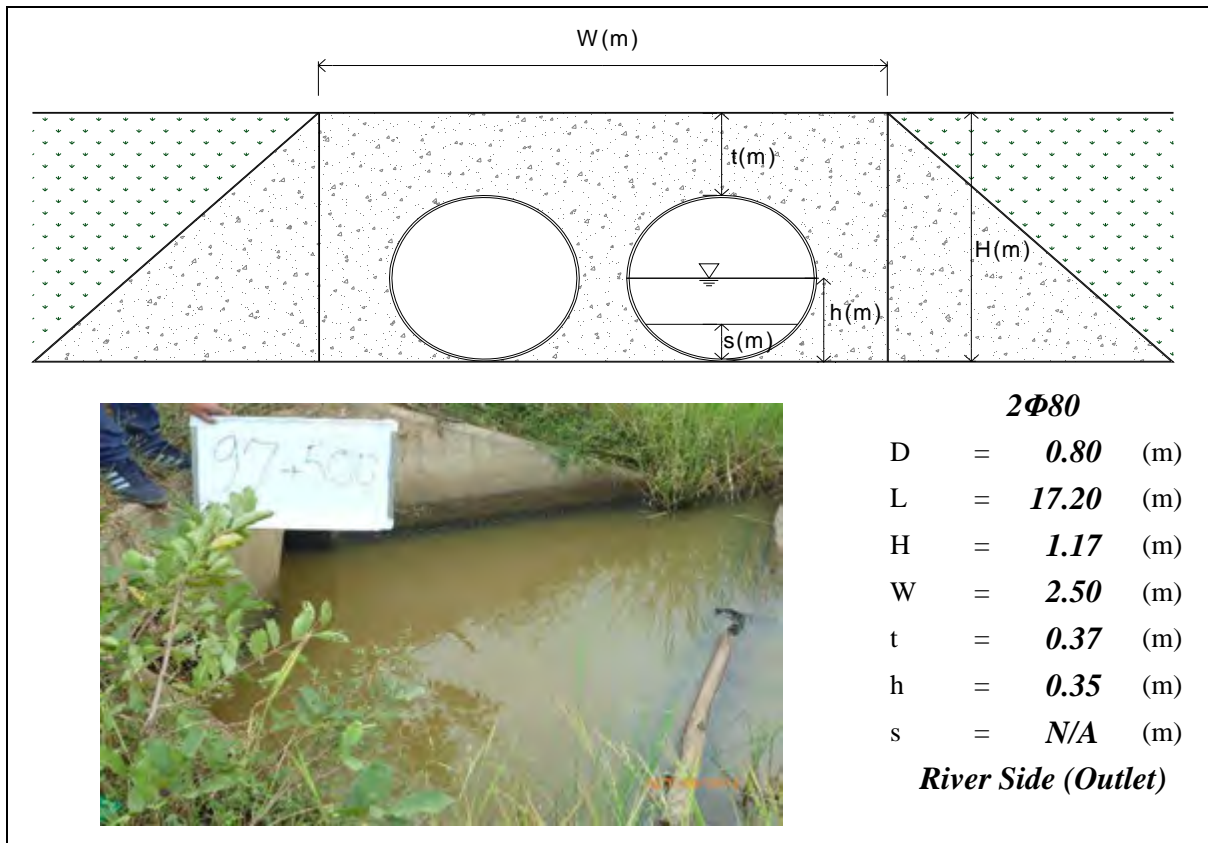 W(m)
t(m)
H(m)
h(m)
s(m)
97+500
2Φ80
D = 0.80 (m)
L = 17.20 (m)
H = 1.17 (m)
W = 2.50 (m)
t = 0.37 (m)
h = 0.35 (m)
s = N/A (m)
River Side (Outlet)